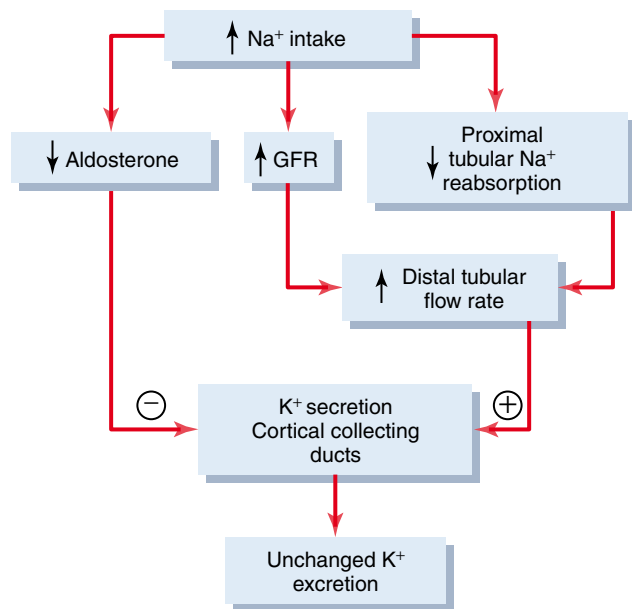 ↑ Na⁺ intake
↓ Aldosterone
↑ GFR
Proximal
↓ tubular Na⁺
reabsorption
↑ Distal tubular
flow rate
−
+
K⁺ secretion
Cortical collecting
ducts
Unchanged K⁺
excretion